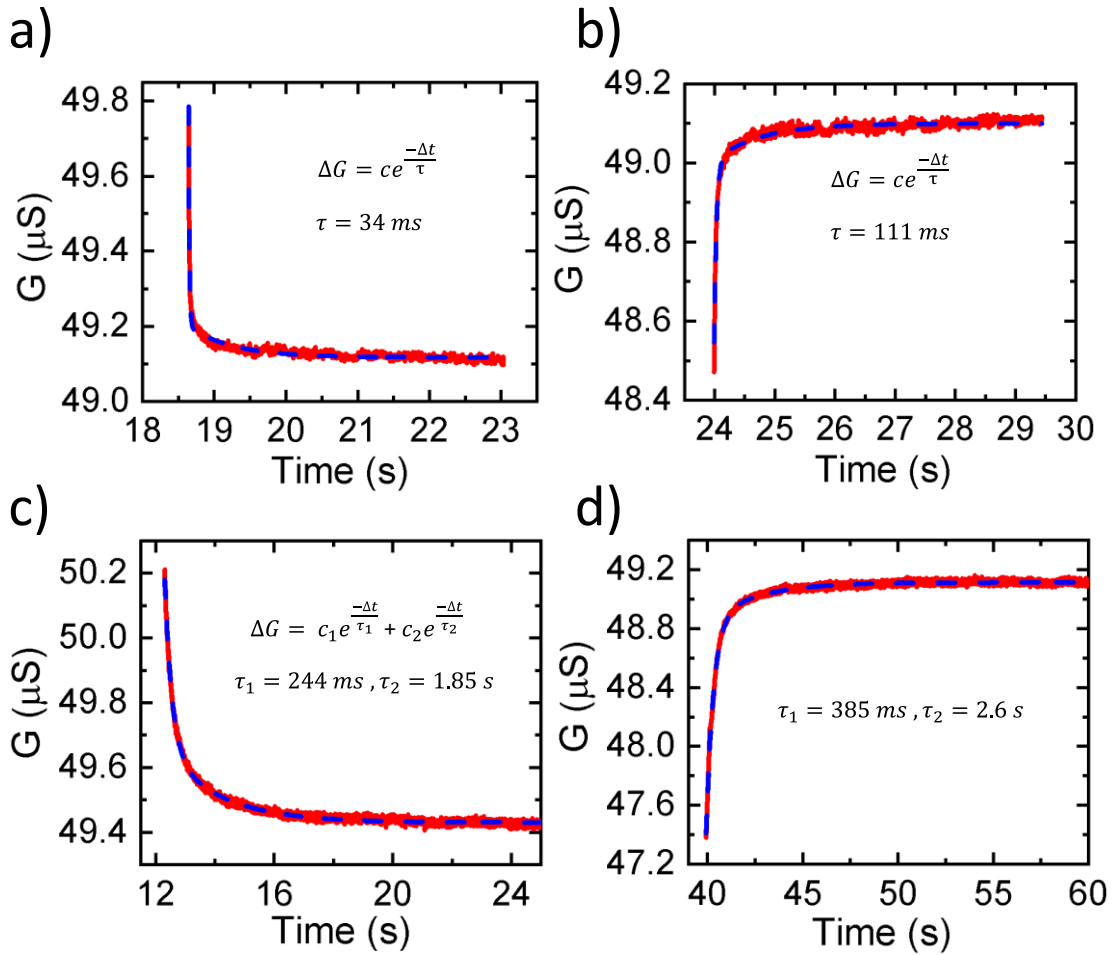 a)
49.8
49.6
49.4
49.2
49.0
G (μS)
18 19 20 21 22 23
Time (s)
ΔG = ce^{-Δt/τ}
τ = 34 ms
b)
49.2
49.0
48.8
48.6
48.4
G (μS)
24 25 26 27 28 29 30
Time (s)
ΔG = ce^{-Δt/τ}
τ = 111 ms
c)
50.2
50.0
49.8
49.6
49.4
G (μS)
12 16 20 24
Time (s)
ΔG = c₁e^{-Δt/τ₁} + c₂e^{-Δt/τ₂}
τ₁ = 244 ms , τ₂ = 1.85 s
d)
49.2
48.8
48.4
48.0
47.6
47.2
G (μS)
40 45 50 55 60
Time (s)
τ₁ = 385 ms , τ₂ = 2.6 s